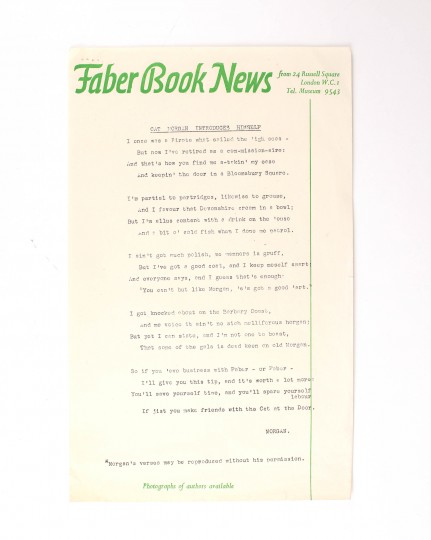 Faber Book News
from 24 Russell Square
London W.C.1
Tel. Museum 9543
CAT MORGAN INTRODUCES HIMSELF
I once was a Pirate what sailed the 'igh seas -
But now I've retired as a com-mission-aire:
And that's how you find me a-takin' my ease
And keepin' the door in a Bloomsbury Square.
I'm partial to partridges, likewise to grouse,
And I favour that Devonshire cream in a bowl;
But I'm allus content with a drink on the 'ouse
And a bit o' cold fish when I done me patrol.
I ain't got much polish, me manners is gruff,
But I've got a good coat, and I keep meself smart;
And everyone says, and I guess that's enough:
"You can't but like Morgan, 'e's got a good 'art."
I got knocked about on the Barbary Coast,
And me voice it ain't no sich melliferous horgan;
But yet I can state, and I'm not one to boast,
That some of the gals is dead keen on old Morgan.
So if you 'ave business with Faber - or Faber -
I'll give you this tip, and it's worth a lot more:
You'll save yourself time, and you'll spare yourself
labour
If jist you make friends with the Cat at the Door.
MORGAN.
*Morgan's verses may be reproduced without his permission.
Photographs of authors available